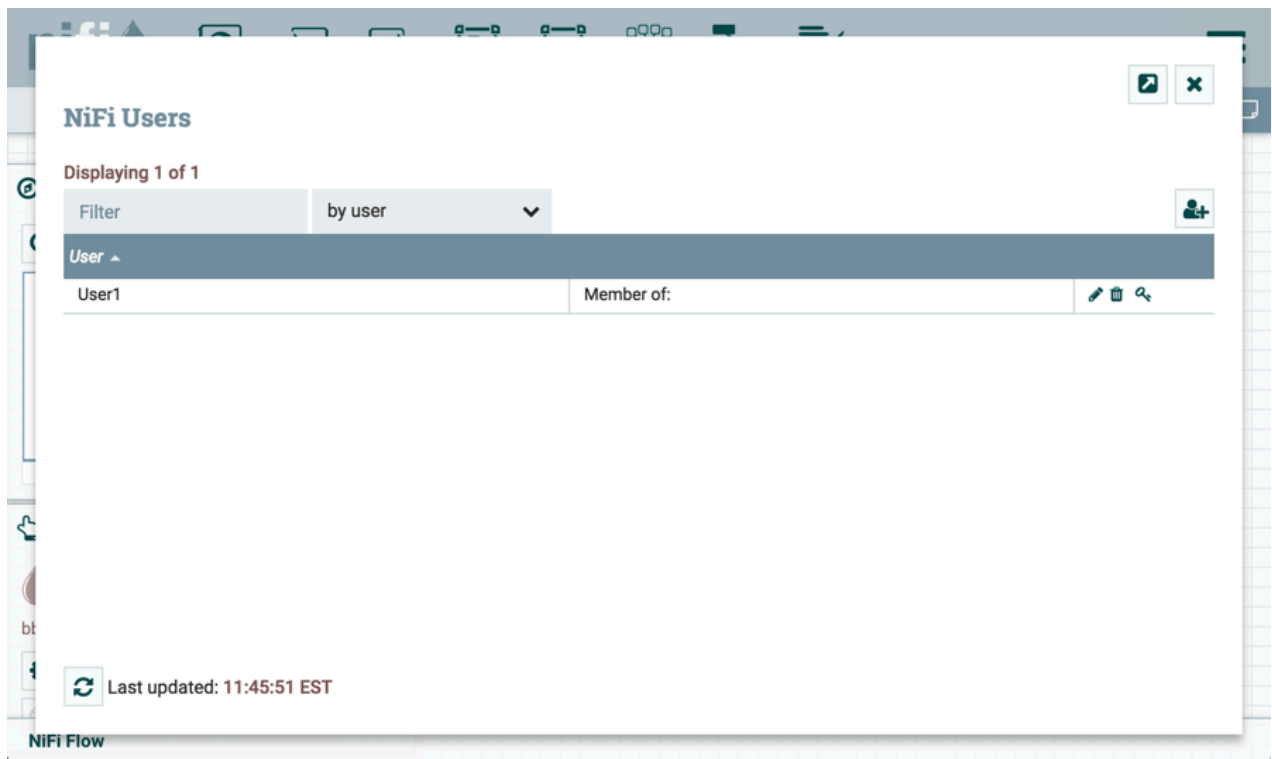 NiFi Users
Displaying 1 of 1
Filter
by user
User
User1
Member of:
Last updated: 11:45:51 EST
NiFi Flow